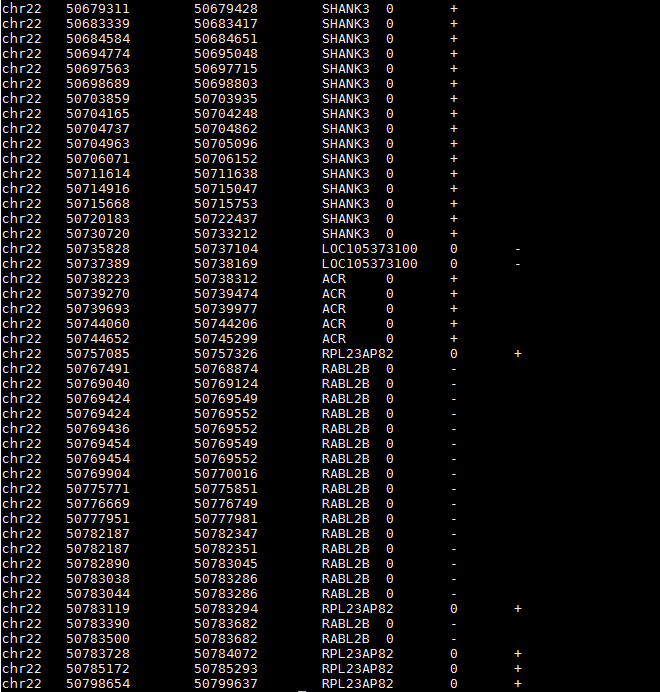 chr22 50679311 50679428 SHANK3 0 +
chr22 50683339 50683417 SHANK3 0 +
chr22 50684584 50684651 SHANK3 0 +
chr22 50694774 50695048 SHANK3 0 +
chr22 50697563 50697715 SHANK3 0 +
chr22 50698689 50698803 SHANK3 0 +
chr22 50703859 50703935 SHANK3 0 +
chr22 50704165 50704248 SHANK3 0 +
chr22 50704737 50704862 SHANK3 0 +
chr22 50704963 50705096 SHANK3 0 +
chr22 50706071 50706152 SHANK3 0 +
chr22 50711614 50711638 SHANK3 0 +
chr22 50714916 50715047 SHANK3 0 +
chr22 50715668 50715753 SHANK3 0 +
chr22 50720183 50722437 SHANK3 0 +
chr22 50730720 50733212 SHANK3 0 +
chr22 50735828 50737104 LOC105373100 0 -
chr22 50737389 50738169 LOC105373100 0 -
chr22 50738223 50738312 ACR 0 +
chr22 50739270 50739474 ACR 0 +
chr22 50739693 50739977 ACR 0 +
chr22 50744060 50744206 ACR 0 +
chr22 50744652 50745299 ACR 0 +
chr22 50757085 50757326 RPL23AP82 0 +
chr22 50767491 50768874 RABL2B 0 -
chr22 50769040 50769124 RABL2B 0 -
chr22 50769424 50769549 RABL2B 0 -
chr22 50769424 50769552 RABL2B 0 -
chr22 50769436 50769552 RABL2B 0 -
chr22 50769454 50769549 RABL2B 0 -
chr22 50769454 50769552 RABL2B 0 -
chr22 50769904 50770016 RABL2B 0 -
chr22 50775771 50775851 RABL2B 0 -
chr22 50776669 50776749 RABL2B 0 -
chr22 50777951 50777981 RABL2B 0 -
chr22 50782187 50782347 RABL2B 0 -
chr22 50782187 50782351 RABL2B 0 -
chr22 50782890 50783045 RABL2B 0 -
chr22 50783038 50783286 RABL2B 0 -
chr22 50783044 50783286 RABL2B 0 -
chr22 50783119 50783294 RPL23AP82 0 +
chr22 50783390 50783682 RABL2B 0 -
chr22 50783500 50783682 RABL2B 0 -
chr22 50783728 50784072 RPL23AP82 0 +
chr22 50785172 50785293 RPL23AP82 0 +
chr22 50798654 50799637 RPL23AP82 0 +